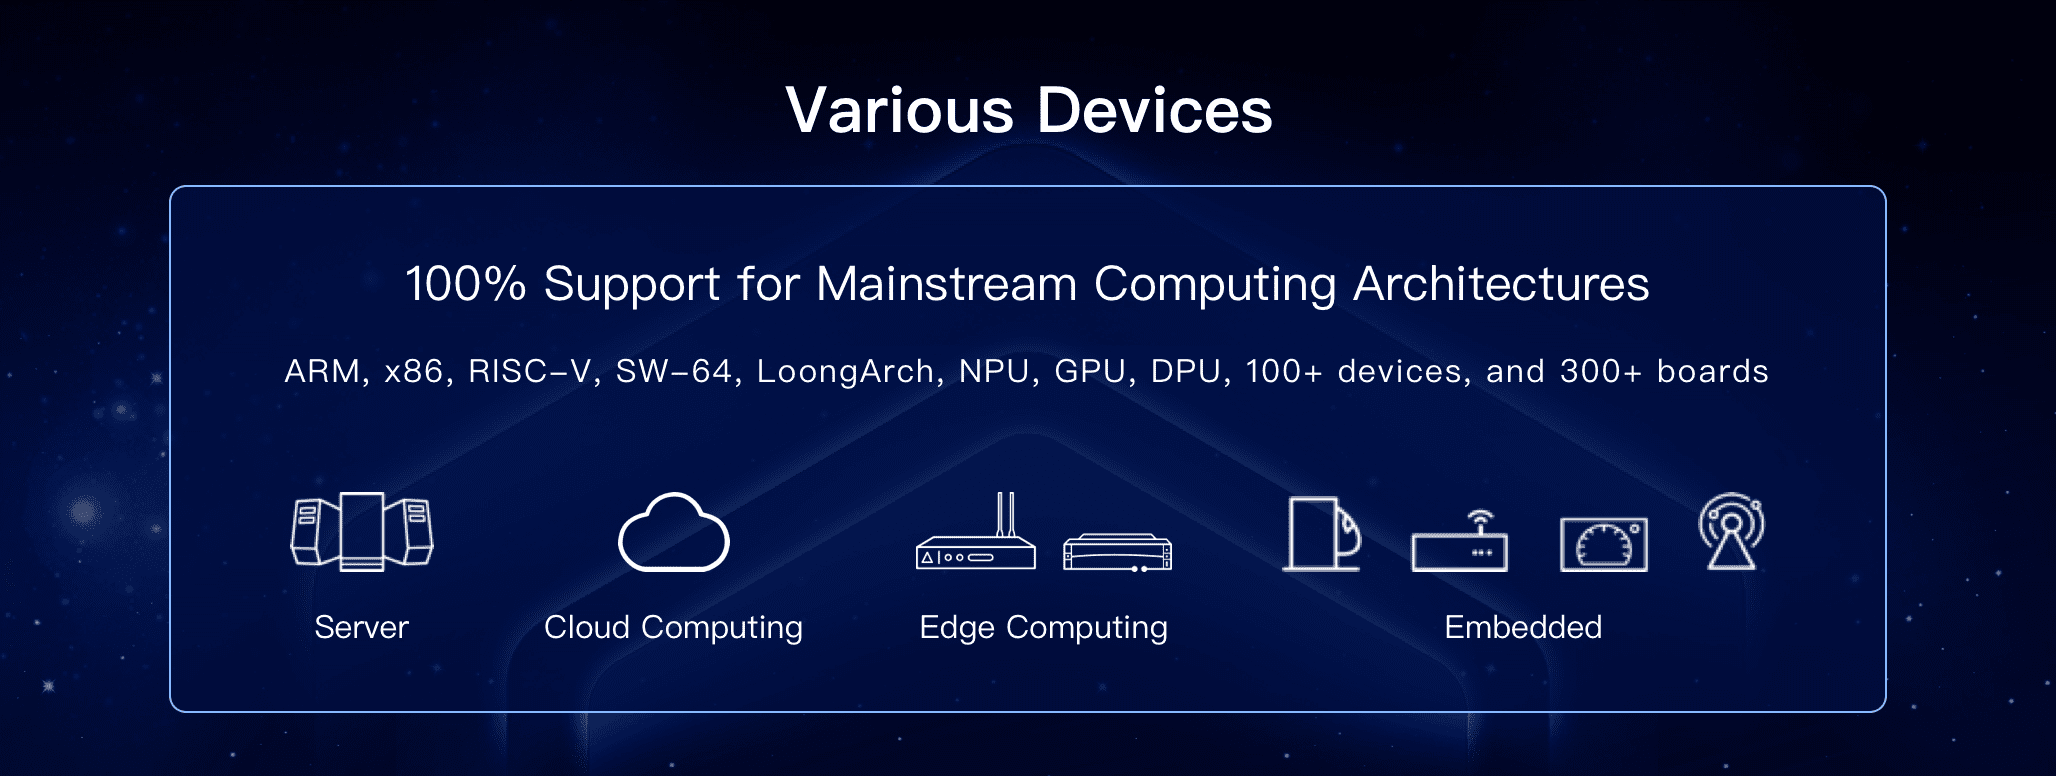 Various Devices
100% Support for Mainstream Computing Architectures
ARM, x86, RISC-V, SW-64, LoongArch, NPU, GPU, DPU, 100+ devices, and 300+ boards
Server
Cloud Computing
Edge Computing
Embedded